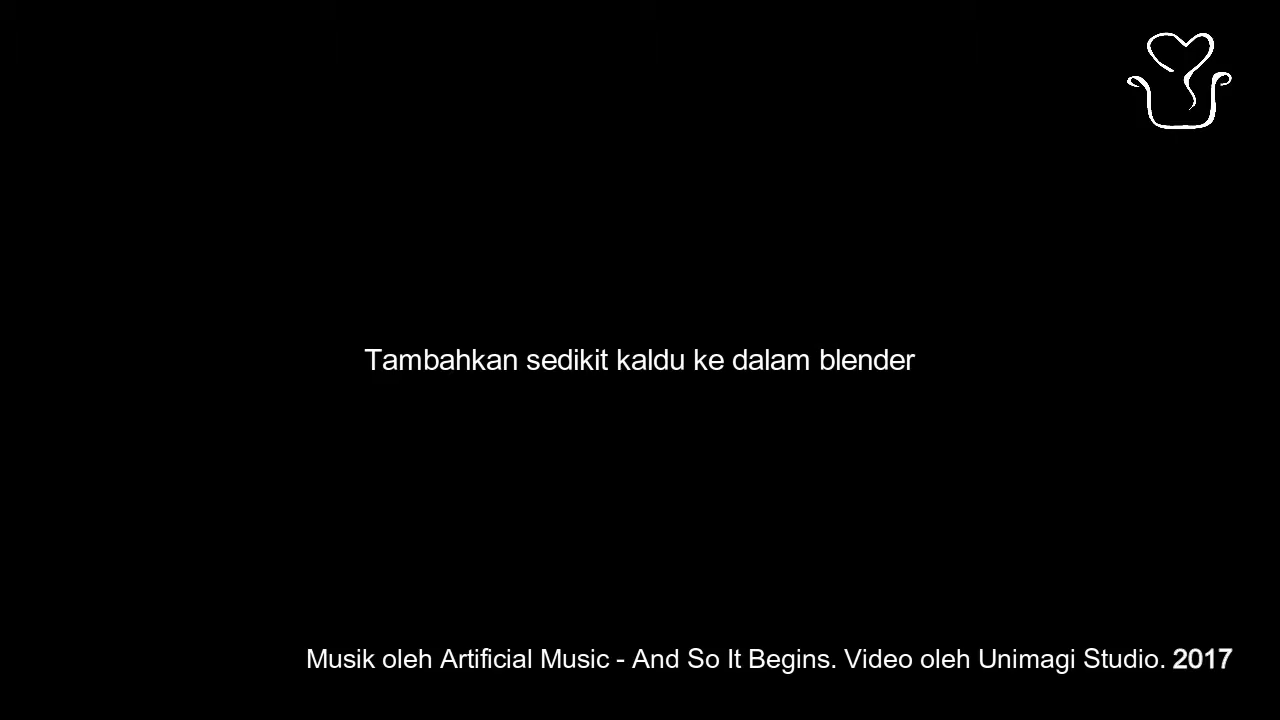 Tambahkan sedikit kaldu ke dalam blender
Musik oleh Artificial Music - And So It Begins. Video oleh Unimagi Studio. 2017